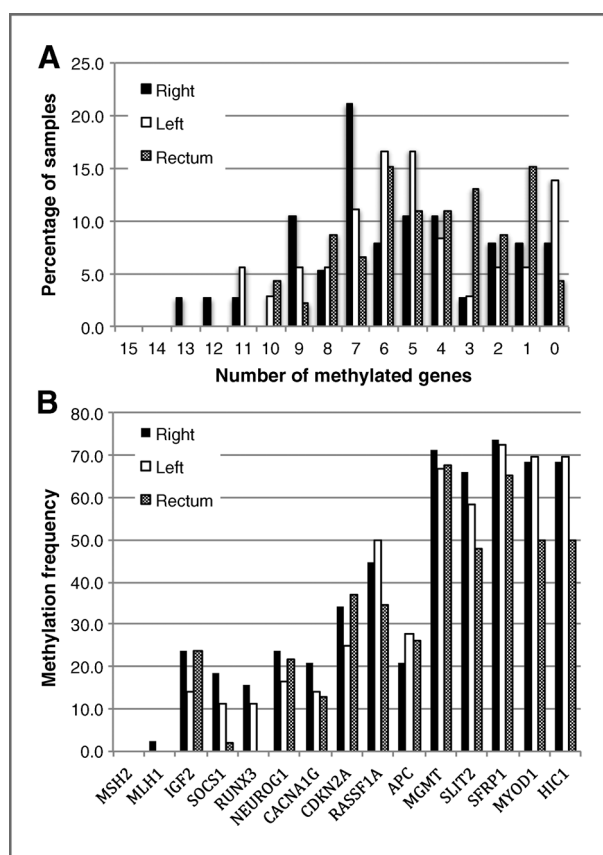 A
25.0
20.0
15.0
10.0
5.0
0.0
Percentage of samples
Right
Left
Rectum
15 14 13 12 11 10 9 8 7 6 5 4 3 2 1 0
Number of methylated genes
B
80.0
70.0
60.0
50.0
40.0
30.0
20.0
10.0
0.0
Methylation frequency
Right
Left
Rectum
MSH2
MLH1
IGF2
SOCS1
RUNX3
NEUROG1
CACNA1G
CDKN2A
RASSF1A
APC
MGMT
SLIT2
SFRP1
MYOD1
HIC1